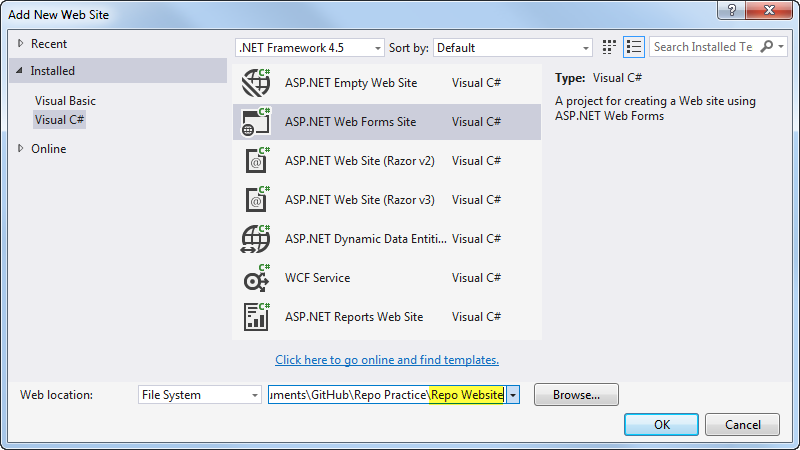 Add New Web Site
?
Recent
.NET Framework 4.5 Sort by: Default Search Installed Te
Installed
Visual Basic
Visual C#
Online
C# ASP.NET Empty Web Site Visual C#
C# ASP.NET Web Forms Site Visual C#
C# @ ASP.NET Web Site (Razor v2) Visual C#
C# @ ASP.NET Web Site (Razor v3) Visual C#
C# ASP.NET Dynamic Data Entiti... Visual C#
C# WCF Service Visual C#
C# ASP.NET Reports Web Site Visual C#
Type: Visual C#
A project for creating a Web site using
ASP.NET Web Forms
Click here to go online and find templates.
Web location: File System uments\GitHub\Repo Practice\Repo Website Browse...
OK Cancel